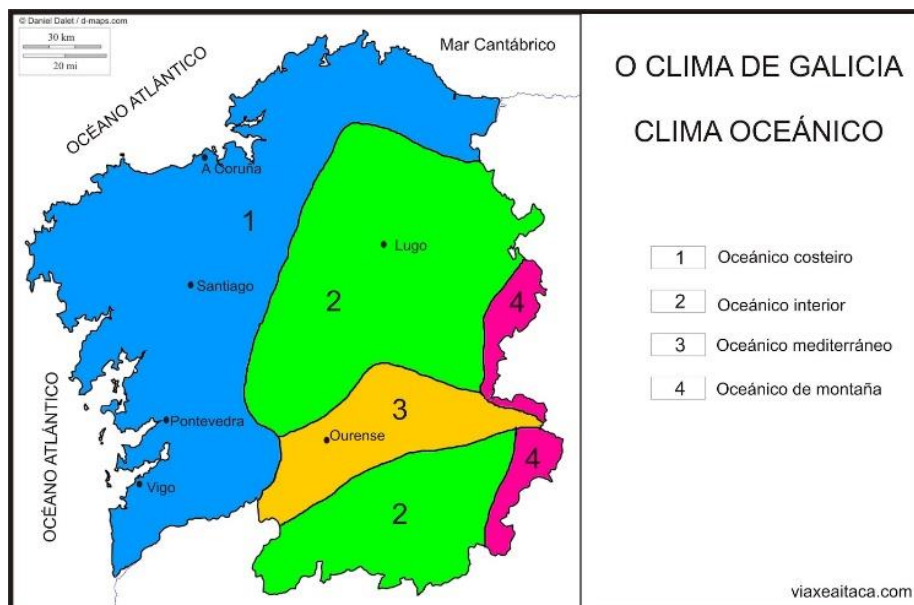 © Daniel Dalet / d-maps.com
30 km
20 mi
Mar Cantábrico
OCÉANO ATLÁNTICO
A Coruña
1
Lugo
Santiago
2
4
OCÉANO ATLÁNTICO
3
Pontevedra
Ourense
4
Vigo
2
O CLIMA DE GALICIA
CLIMA OCEÁNICO
1 Oceánico costeiro
2 Oceánico interior
3 Oceánico mediterráneo
4 Oceánico de montaña
viaxeaitaca.com